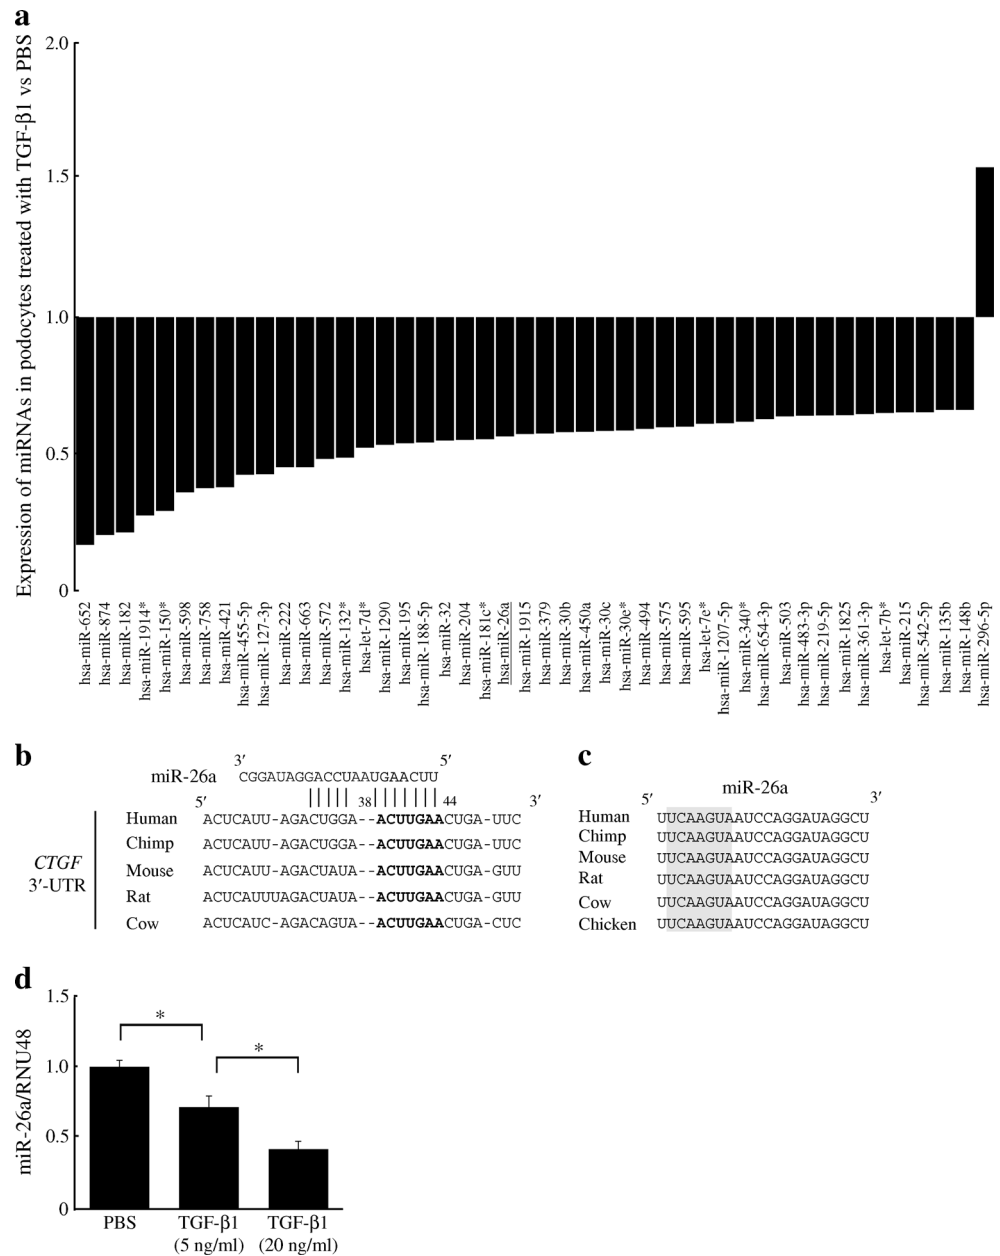 a
Expression of miRNAs in podocytes treated with TGF-β1 vs PBS
2.0
1.5
1.0
0.5
0
hsa-miR-652
hsa-miR-874
hsa-miR-182
hsa-miR-1914*
hsa-miR-150*
hsa-miR-598
hsa-miR-758
hsa-miR-421
hsa-miR-455-5p
hsa-miR-127-3p
hsa-miR-222
hsa-miR-663
hsa-miR-572
hsa-miR-132*
hsa-let-7d*
hsa-miR-1290
hsa-miR-195
hsa-miR-188-5p
hsa-miR-32
hsa-miR-204
hsa-miR-181c*
hsa-miR-26a
hsa-miR-1915
hsa-miR-379
hsa-miR-30b
hsa-miR-450a
hsa-miR-30c
hsa-miR-30e*
hsa-miR-494
hsa-miR-575
hsa-miR-595
hsa-let-7e*
hsa-miR-1207-5p
hsa-miR-340*
hsa-miR-654-3p
hsa-miR-503
hsa-miR-483-3p
hsa-miR-219-5p
hsa-miR-1825
hsa-miR-361-3p
hsa-let-7b*
hsa-miR-215
hsa-miR-542-5p
hsa-miR-135b
hsa-miR-148b
hsa-miR-296-5p
b
3′ 5′
miR-26a CGGAUAGGACCUAAUGAACUU
5′ 38 44 3′
CTGF
3′-UTR
Human ACUCAUU-AGACUGGA--ACUUGAACUGA-UUC
Chimp ACUCAUU-AGACUGGA--ACUUGAACUGA-UUC
Mouse ACUCAUU-AGACUAUA--ACUUGAACUGA-GUU
Rat ACUCAUUUAGACUAUA--ACUUGAACUGA-GUU
Cow ACUCAUC-AGACAGUA--ACUUGAACUGA-CUC
c
miR-26a
5′ 3′
Human UUCAAGUAAUCCAGGAUAGGCU
Chimp UUCAAGUAAUCCAGGAUAGGCU
Mouse UUCAAGUAAUCCAGGAUAGGCU
Rat UUCAAGUAAUCCAGGAUAGGCU
Cow UUCAAGUAAUCCAGGAUAGGCU
Chicken UUCAAGUAAUCCAGGAUAGGCU
d
miR-26a/RNU48
1.5
1.0
0.5
0
*
*
PBS
TGF-β1
(5 ng/ml)
TGF-β1
(20 ng/ml)